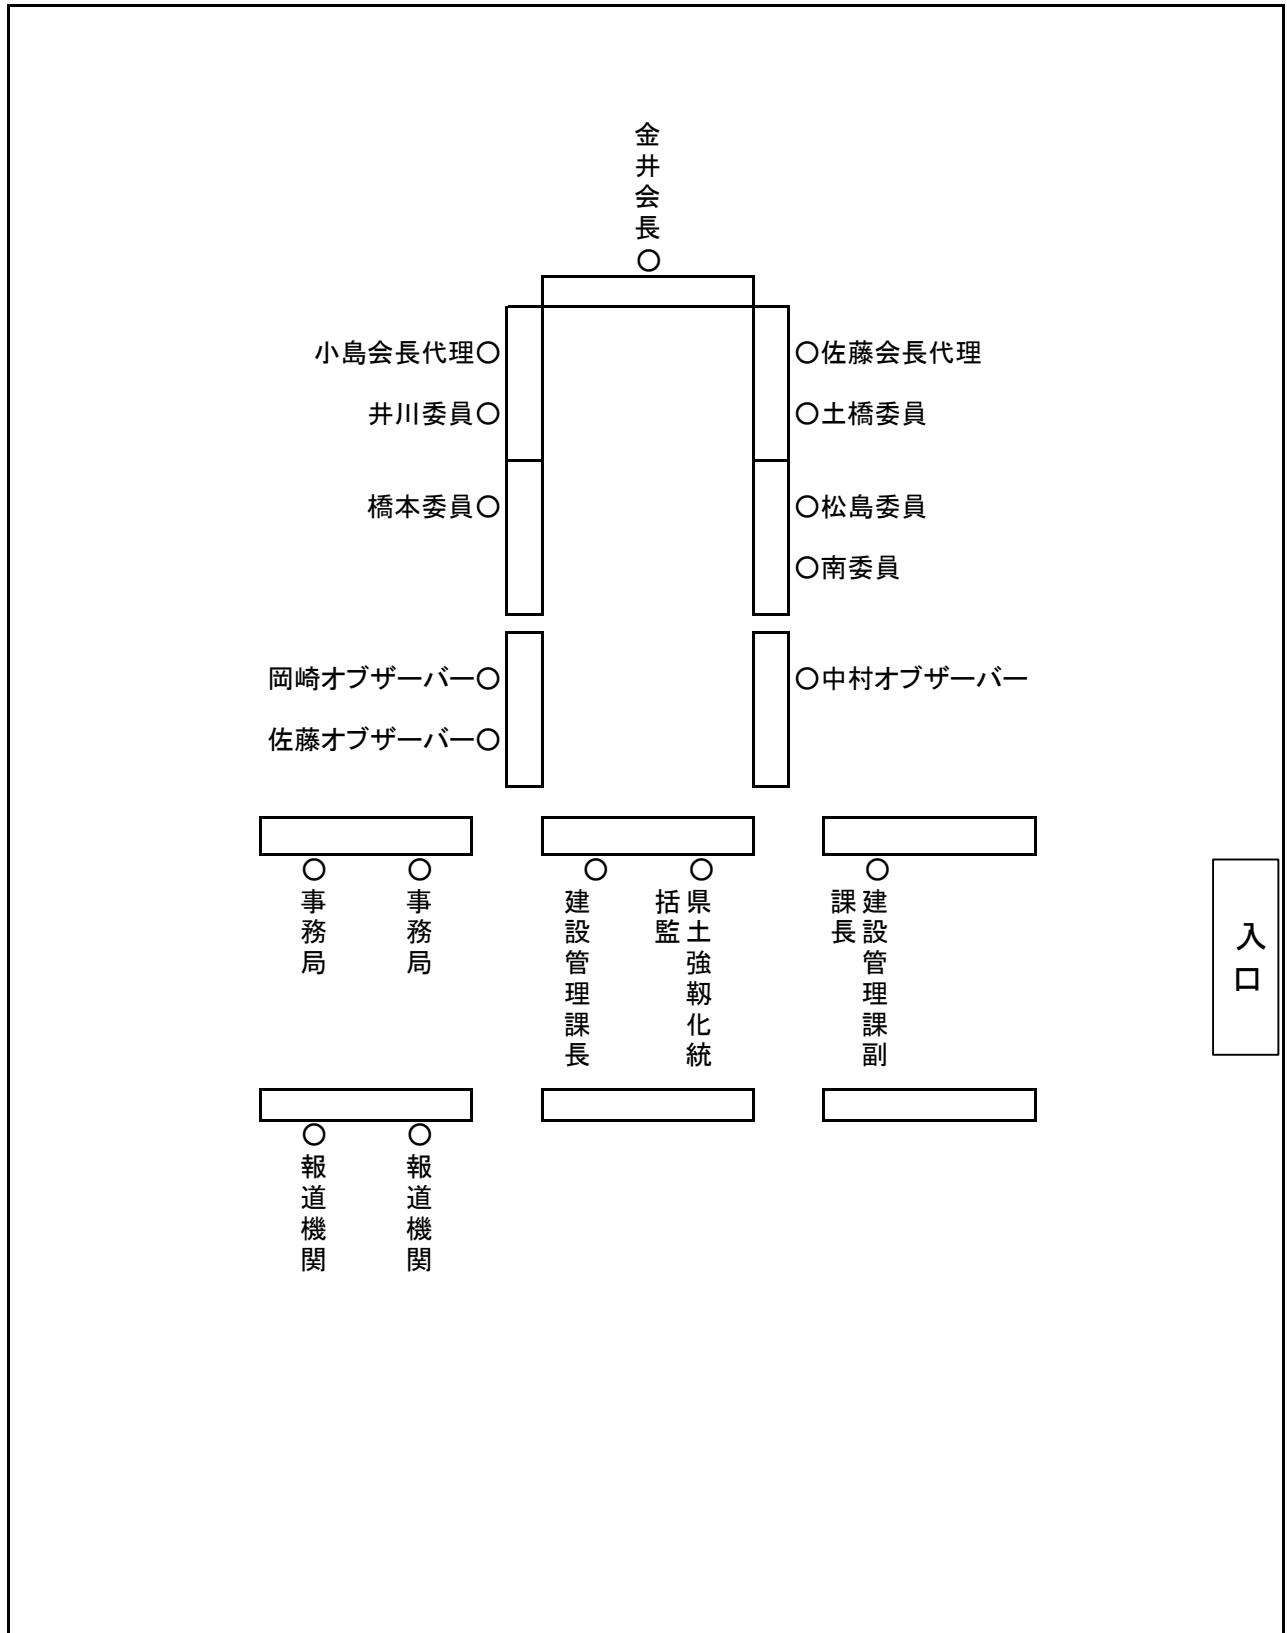 金井会長
○
小島会長代理○
○佐藤会長代理
井川委員○
○土橋委員
橋本委員○
○松島委員
○南委員
岡崎オブザーバー○
○中村オブザーバー
佐藤オブザーバー○
○
事務局
○
事務局
○
建設管理課長
○
県土強靱化統
括監
○
建設管理課副
課長
入口
○
報道機関
○
報道機関